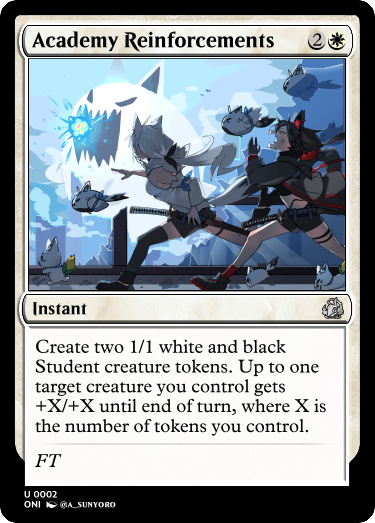 Academy Reinforcements 2
Instant
Create two 1/1 white and black
Student creature tokens. Up to one
target creature you control gets
+X/+X until end of turn, where X is
the number of tokens you control.
FT
U 0002
ONI @A_SUNYORO